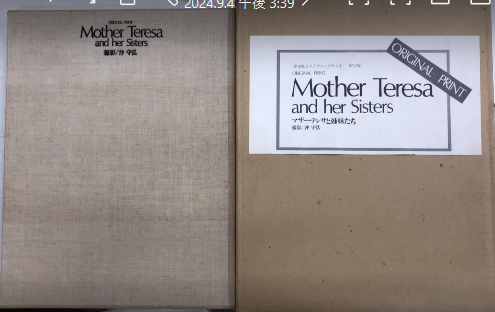 2024.9.4 午後 3:39
ORIGINAL PRINT
Mother Teresa
and her Sisters
撮影/沖 守弘
ORIGINAL PRINT
ORIGINAL PRINT
Mother Teresa
and her Sisters
マザー・テレサと姉妹たち
撮影/沖 守弘